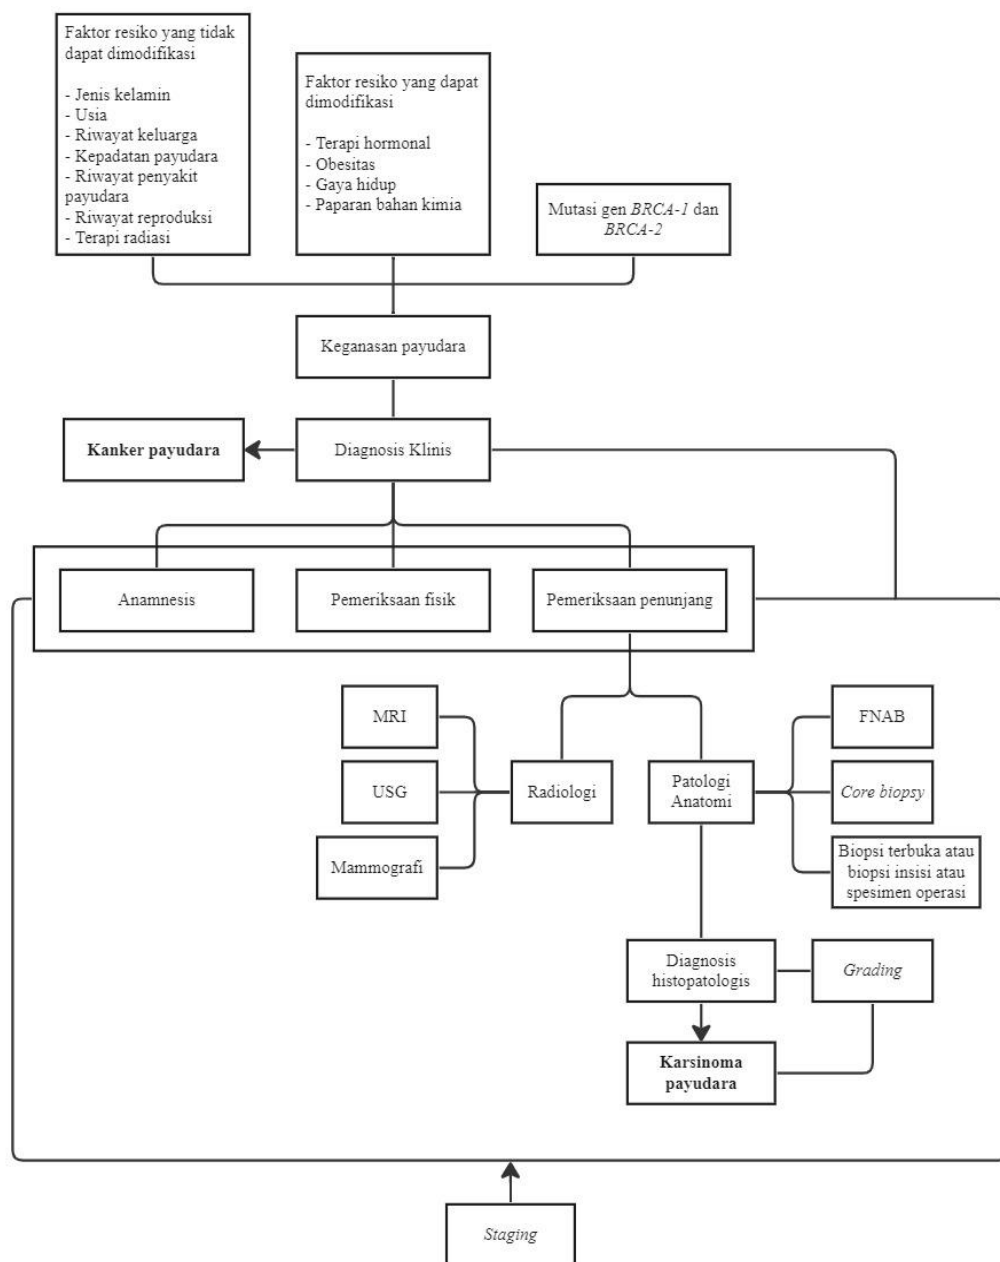 Faktor resiko yang tidak
dapat dimodifikasi
- Jenis kelamin
- Usia
- Riwayat keluarga
- Kepadatan payudara
- Riwayat penyakit
payudara
- Riwayat reproduksi
- Terapi radiasi
Faktor resiko yang dapat
dimodifikasi
- Terapi hormonal
- Obesitas
- Gaya hidup
- Paparan bahan kimia
Mutasi gen BRCA-1 dan
BRCA-2
Keganasan payudara
Kanker payudara
Diagnosis Klinis
Anamnesis
Pemeriksaan fisik
Pemeriksaan penunjang
MRI
USG
Mammografi
Radiologi
Patologi
Anatomi
FNAB
Core biopsy
Biopsi terbuka atau
biopsi insisi atau
spesimen operasi
Diagnosis
histopatologis
Grading
Karsinoma
payudara
Staging